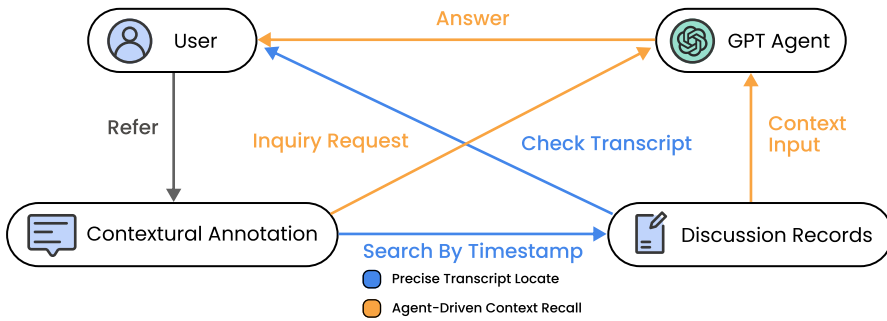 Answer
User
GPT Agent
Refer
Inquiry Request
Check Transcript
Context
Input
Contextural Annotation
Discussion Records
Search By Timestamp
Precise Transcript Locate
Agent-Driven Context Recall